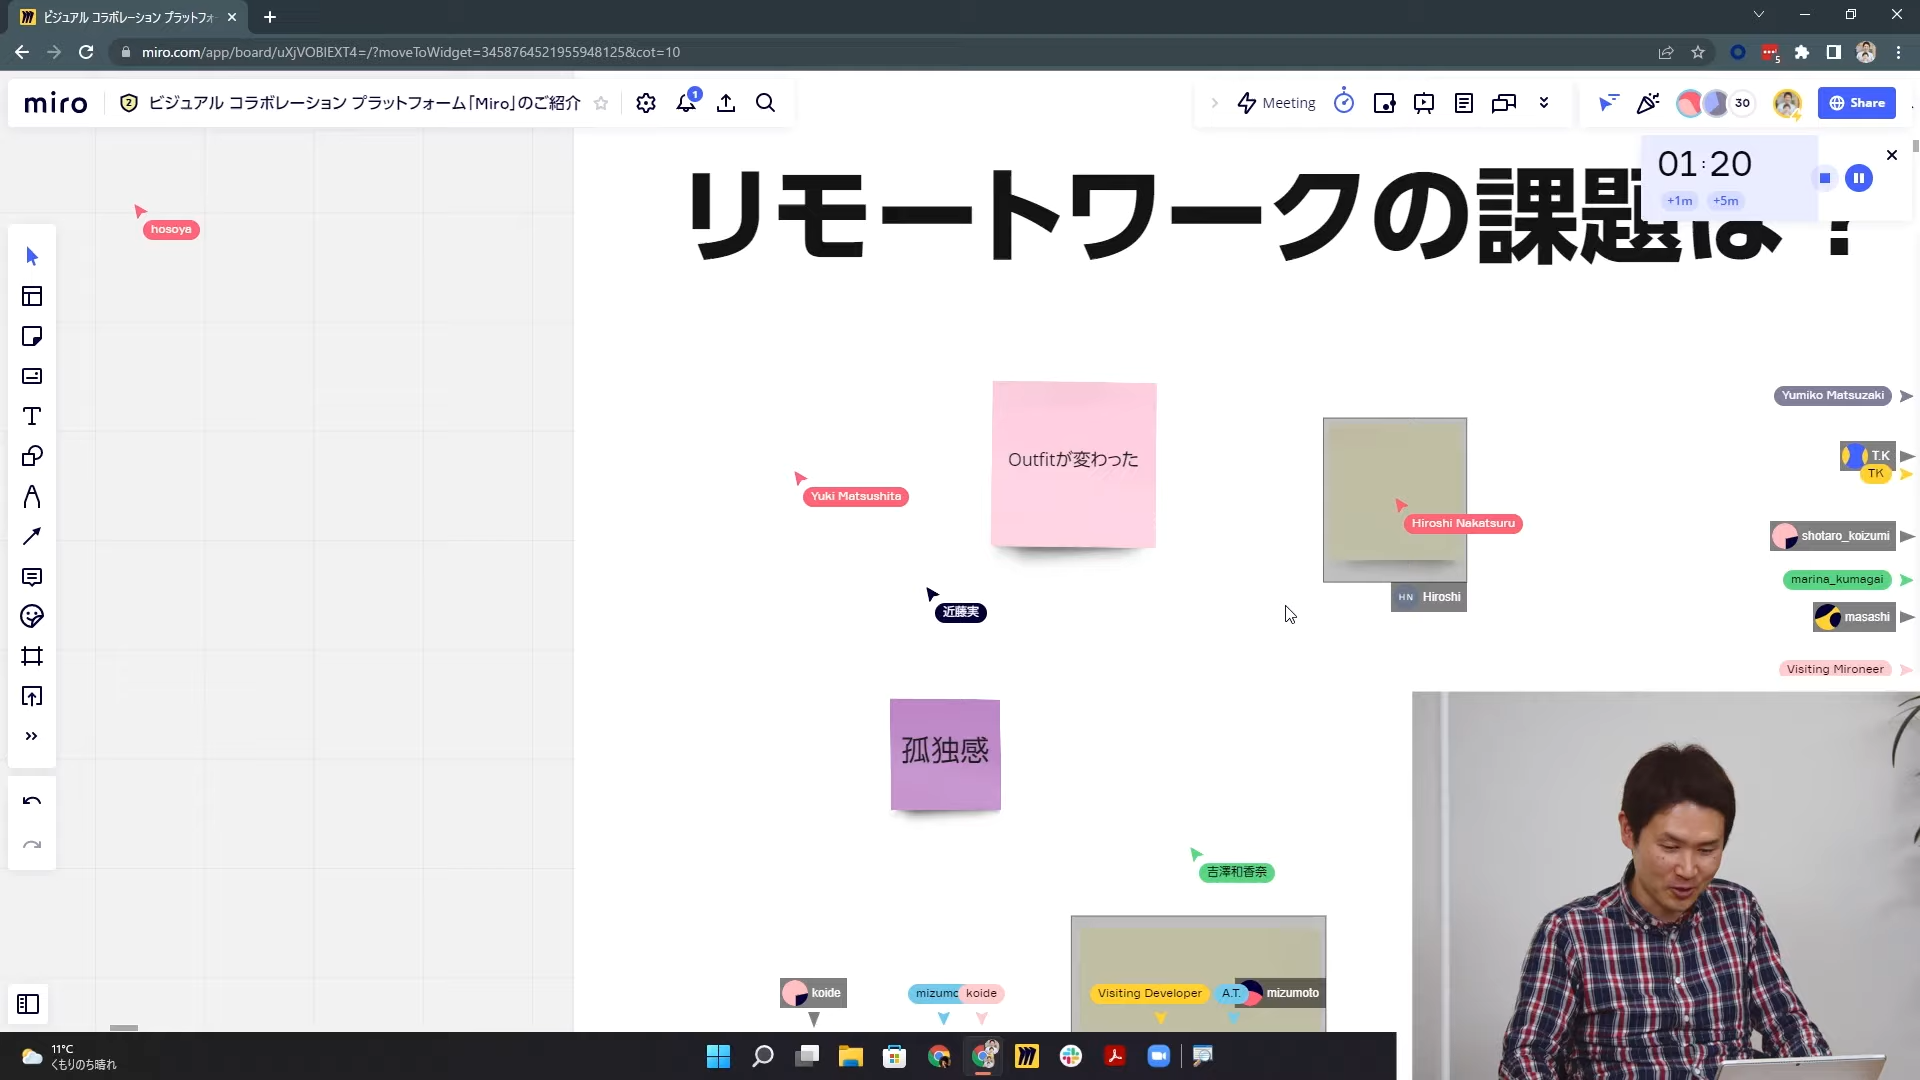 ビジュアル コラボレーション プラットフォー
miro.com/app/board/uXjVOBIEXT4=/?moveToWidget=3458764521955948125&cot=10
5
miro
2
ビジュアル コラボレーション プラットフォーム「Miro」のご紹介
1
Meeting
30
Share
01:20
+1m
+5m
リモートワークの課題は？
hosoya
Yumiko Matsuzaki
Outfitが変わった
T.K
TK
Yuki Matsushita
Hiroshi Nakatsuru
shotaro_koizumi
marina_kumagai
HN
Hiroshi
近藤実
masashi
Visiting Mironeer
孤独感
吉澤和香奈
koide
mizumo
koide
Visiting Developer
A.T.
mizumoto
11°C
くもりのち晴れ